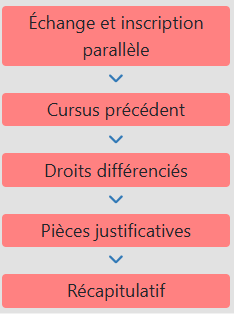 Échange et inscription
parallèle
Cursus précédent
Droits différenciés
Pièces justificatives
Récapitulatif